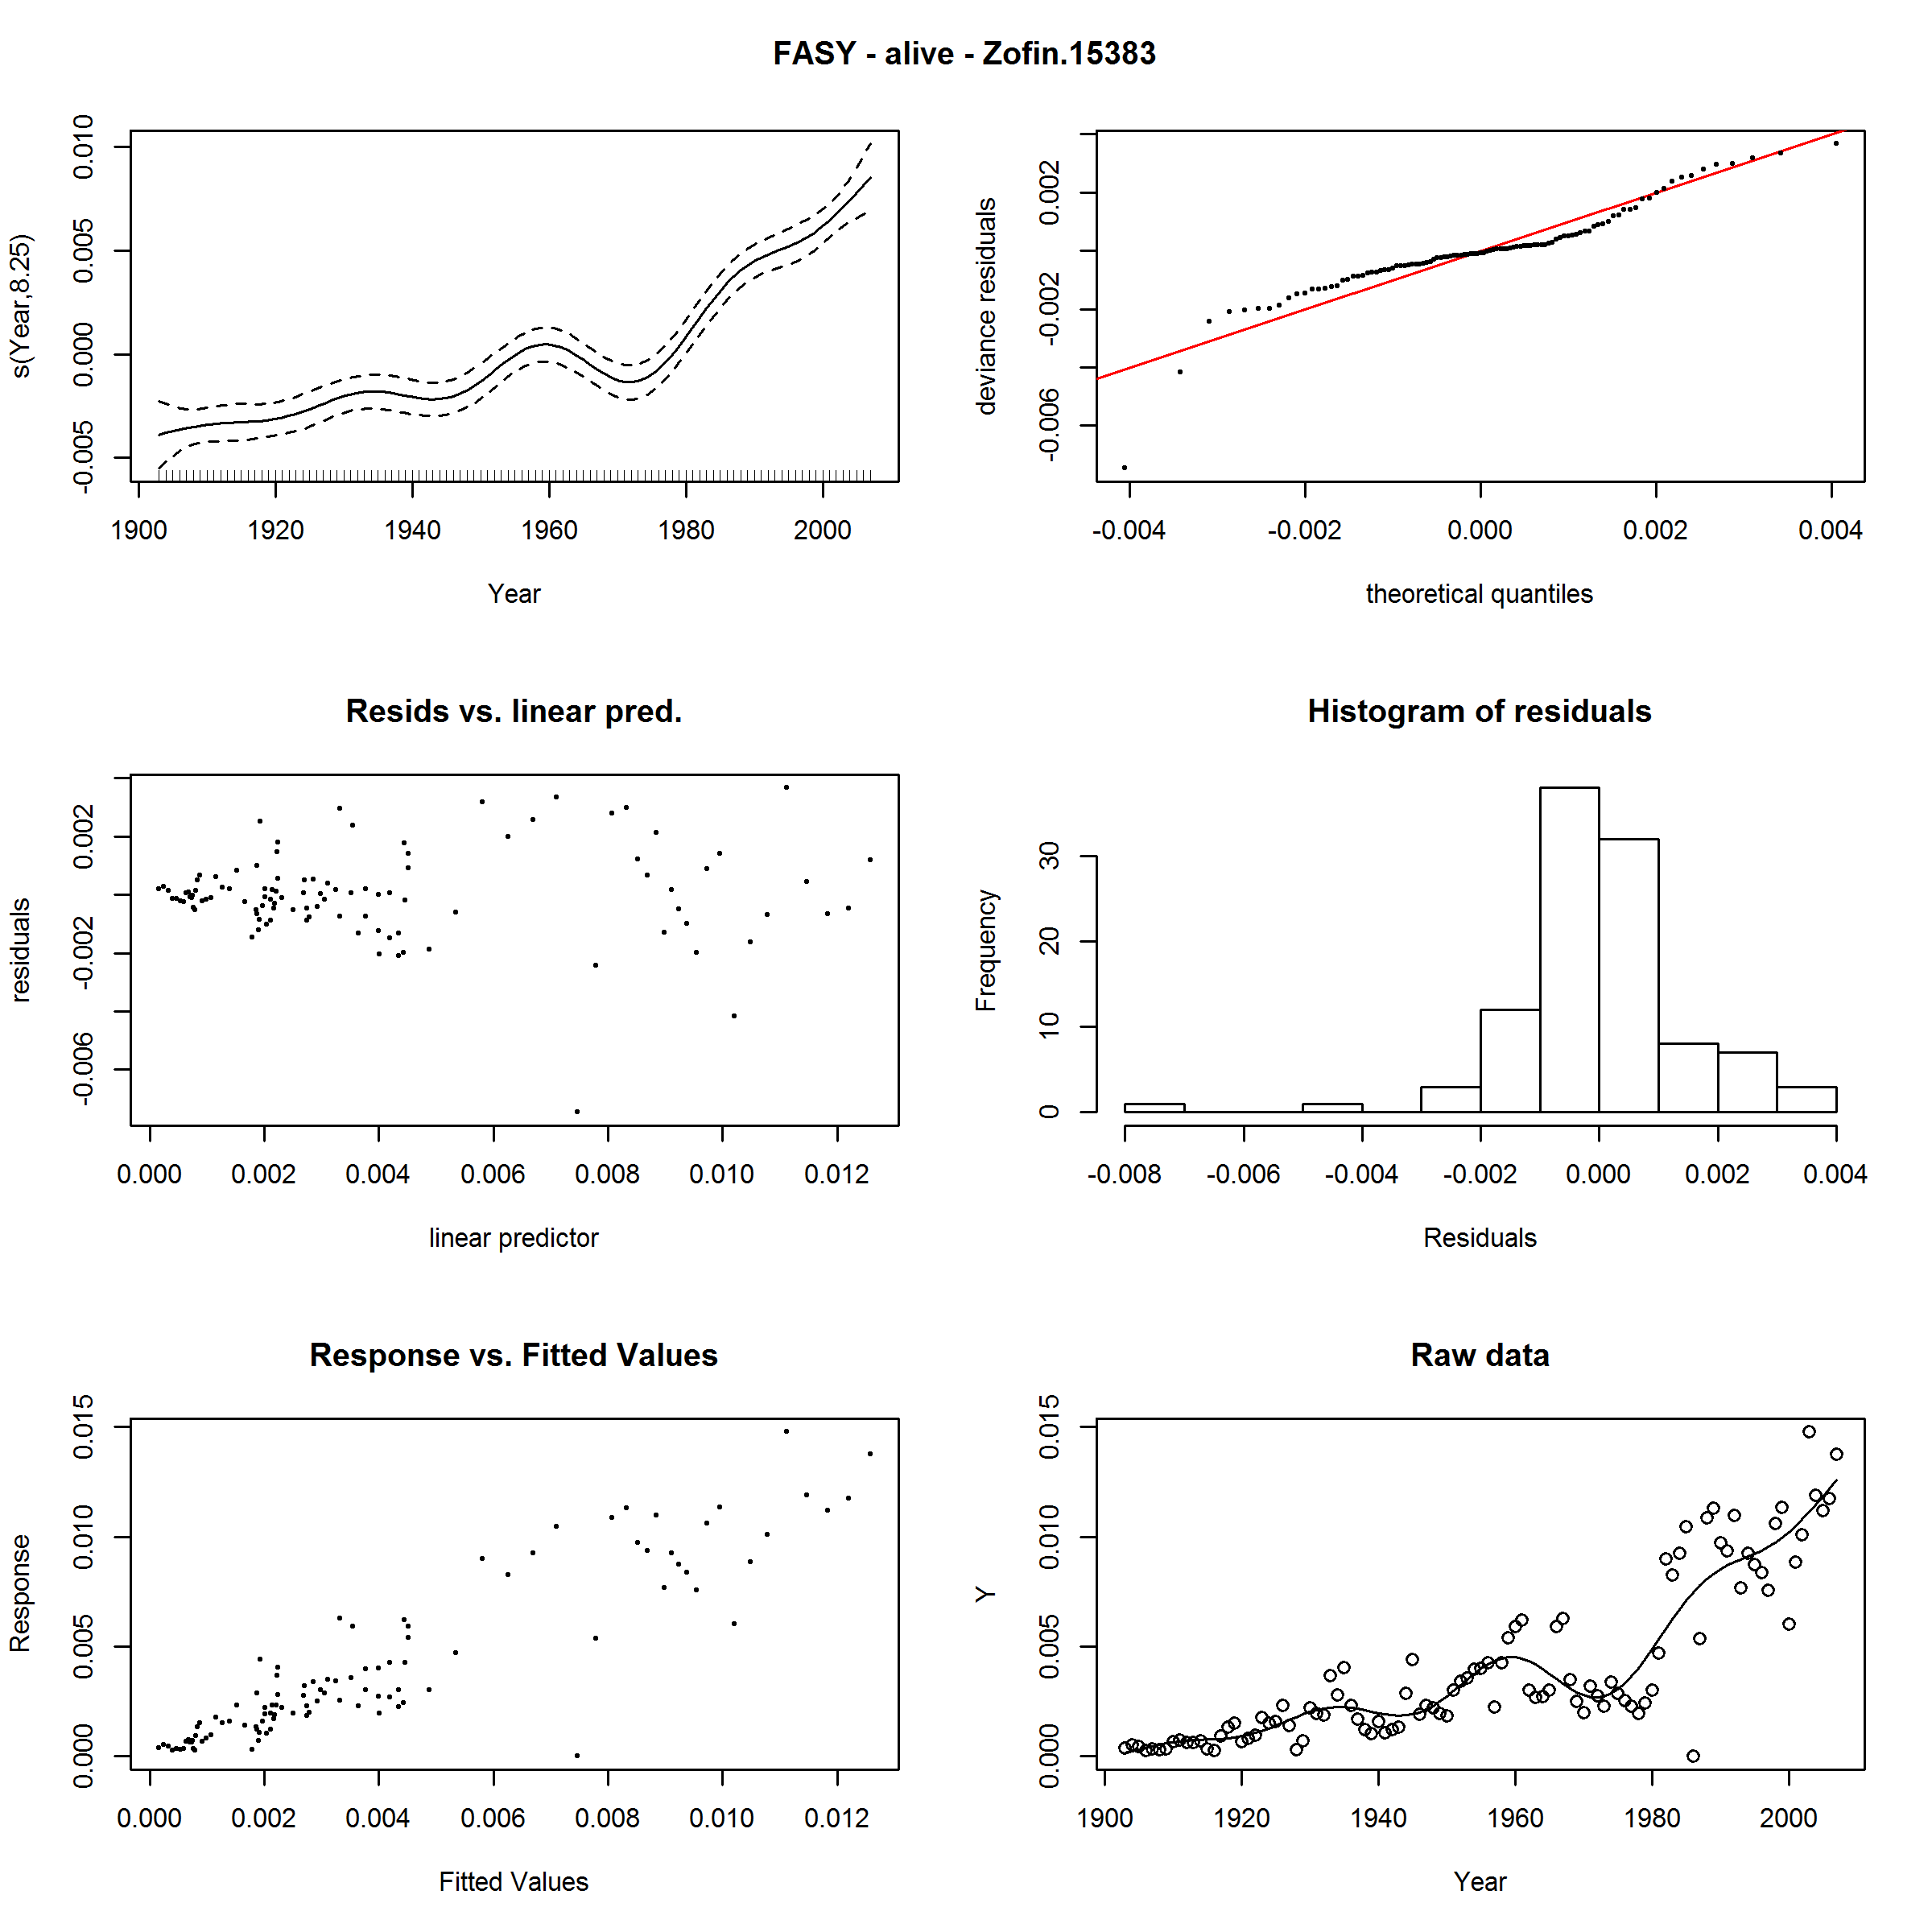 FASY - alive - Zofin.15383
s(Year,8.25)
-0.005 0.000 0.005 0.010
1900 1920 1940 1960 1980 2000
Year
deviance residuals
-0.006 -0.002 0.002
-0.004 -0.002 0.000 0.002 0.004
theoretical quantiles
Resids vs. linear pred.
residuals
-0.006 -0.002 0.002
0.000 0.002 0.004 0.006 0.008 0.010 0.012
linear predictor
Histogram of residuals
Frequency
0 10 20 30
-0.008 -0.006 -0.004 -0.002 0.000 0.002 0.004
Residuals
Response vs. Fitted Values
Response
0.000 0.005 0.010 0.015
0.000 0.002 0.004 0.006 0.008 0.010 0.012
Fitted Values
Raw data
Y
0.000 0.005 0.010 0.015
1900 1920 1940 1960 1980 2000
Year